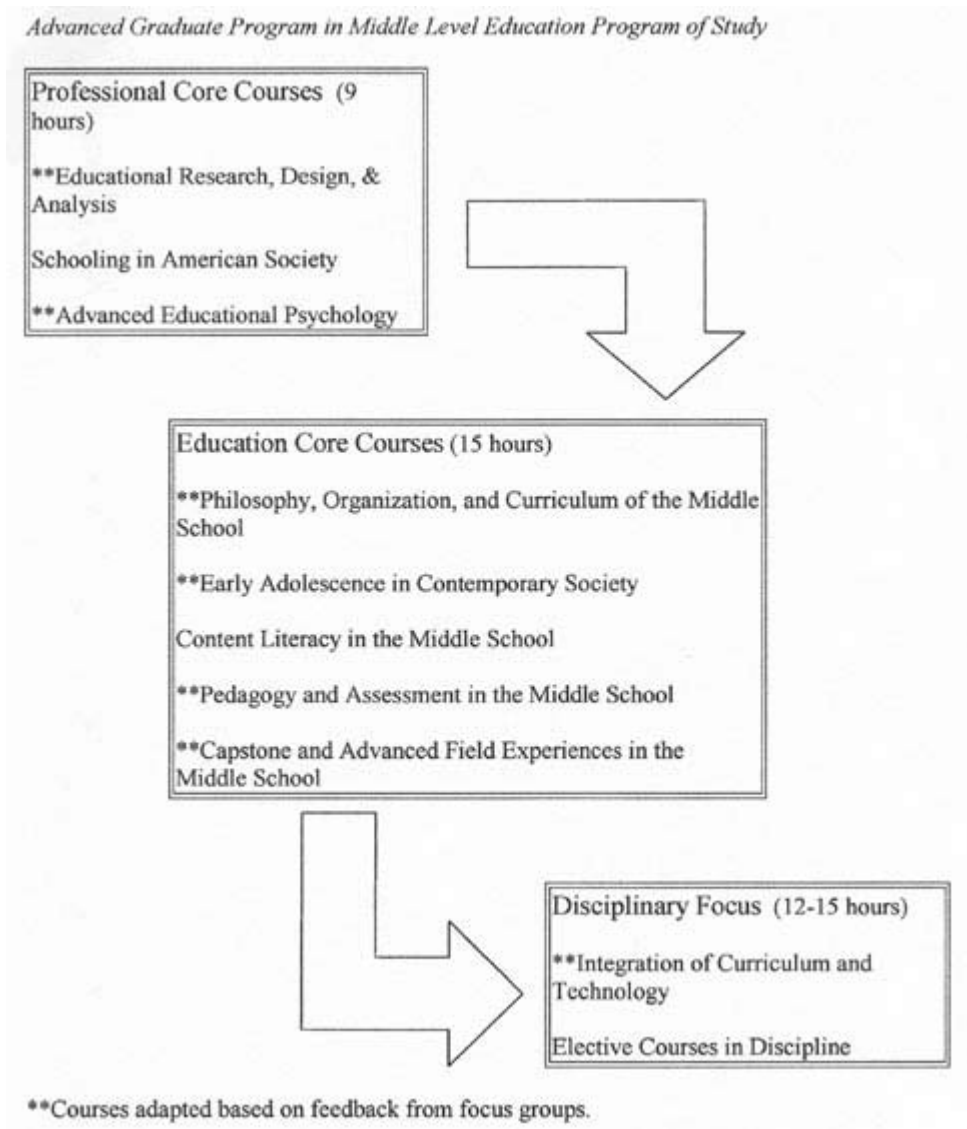 Advanced Graduate Program in Middle Level Education Program of Study
Professional Core Courses (9
hours)
**Educational Research, Design, &
Analysis
Schooling in American Society
**Advanced Educational Psychology
Education Core Courses (15 hours)
**Philosophy, Organization, and Curriculum of the Middle
School
**Early Adolescence in Contemporary Society
Content Literacy in the Middle School
**Pedagogy and Assessment in the Middle School
**Capstone and Advanced Field Experiences in the
Middle School
Disciplinary Focus (12-15 hours)
**Integration of Curriculum and
Technology
Elective Courses in Discipline
**Courses adapted based on feedback from focus groups.